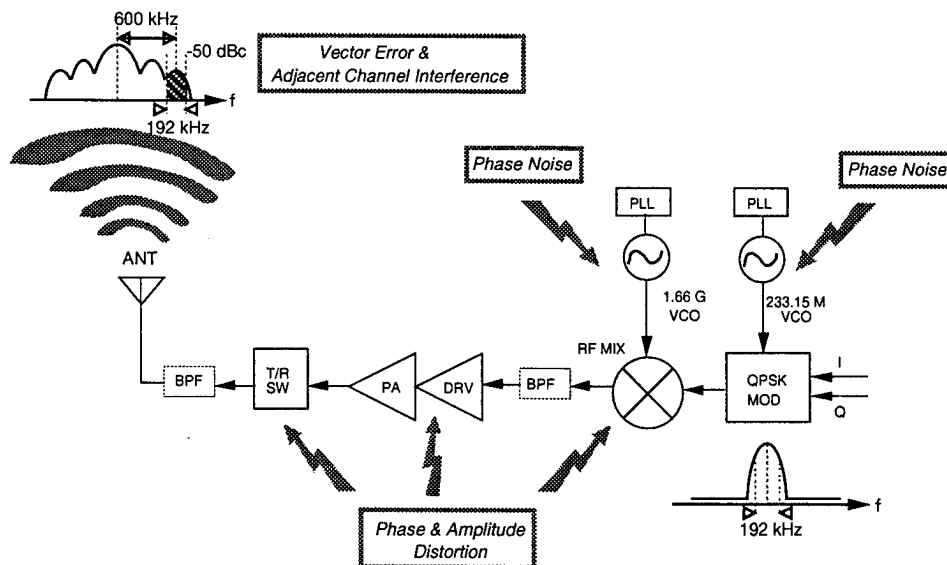 600 kHz
-50 dBc
f
192 kHz
Vector Error &
Adjacent Channel Interference
Phase Noise
Phase Noise
PLL
PLL
1.66 G
VCO
233.15 M
VCO
ANT
BPF
T/R
SW
PA
DRV
BPF
RF MIX
QPSK
MOD
I
Q
Phase & Amplitude
Distortion
f
192 kHz